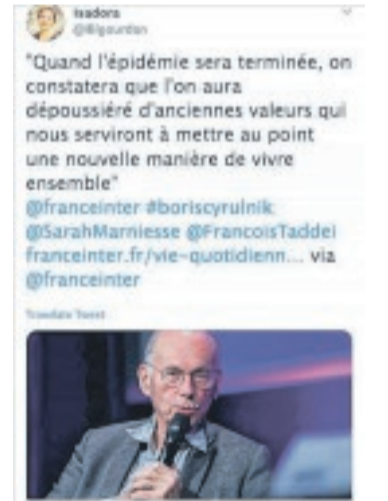 Isadora
@Bigourdan
"Quand l'épidémie sera terminée, on
constatera que l'on aura
dépoussiéré d'anciennes valeurs qui
nous serviront à mettre au point
une nouvelle manière de vivre
ensemble"
@franceinter #boriscyrulnik
@SarahMarniesse @FrancoisTaddei
franceinter.fr/vie-quotidienn... via
@franceinter
Translate Tweet